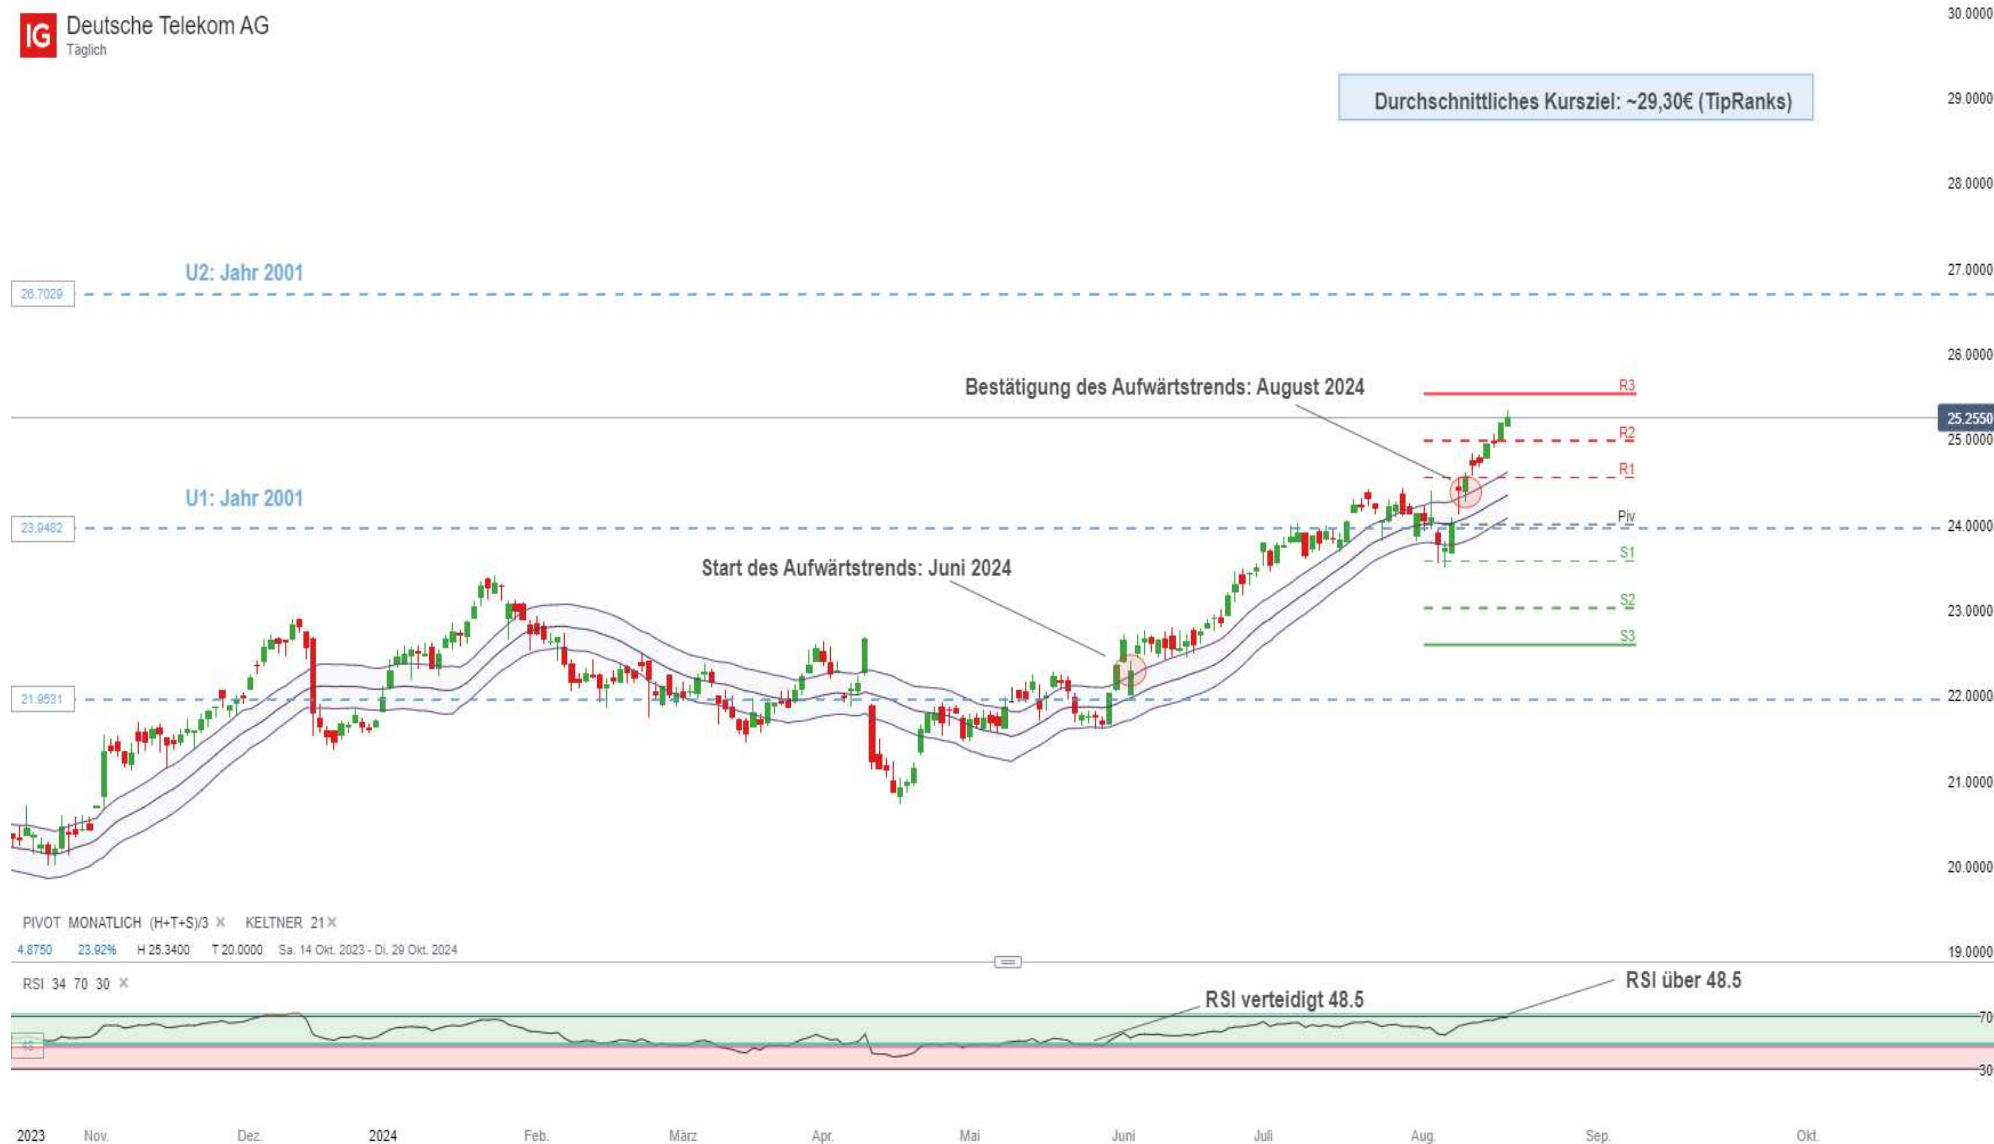 IG
Deutsche Telekom AG
Täglich
30.0000
Durchschnittliches Kursziel: ~29,30€ (TipRanks)
29.0000
28.0000
U2: Jahr 2001
27.0000
26.7029
26.0000
Bestätigung des Aufwärtstrends: August 2024
R3
25.2550
25.0000
R2
R1
U1: Jahr 2001
23.9482
Piv
24.0000
S1
Start des Aufwärtstrends: Juni 2024
S2
23.0000
S3
21.9531
22.0000
21.0000
20.0000
PIVOT MONATLICH (H+T+S)/3 × KELTNER 21 ×
4.8750 23.92% H 25.3400 T 20.0000 Sa. 14 Okt. 2023 - Di. 29 Okt. 2024
19.0000
RSI 34 70 30 ×
RSI über 48.5
RSI verteidigt 48.5
70
30
2023 Nov. Dez. 2024 Feb. März Apr. Mai Juni Juli Aug. Sep. Okt.